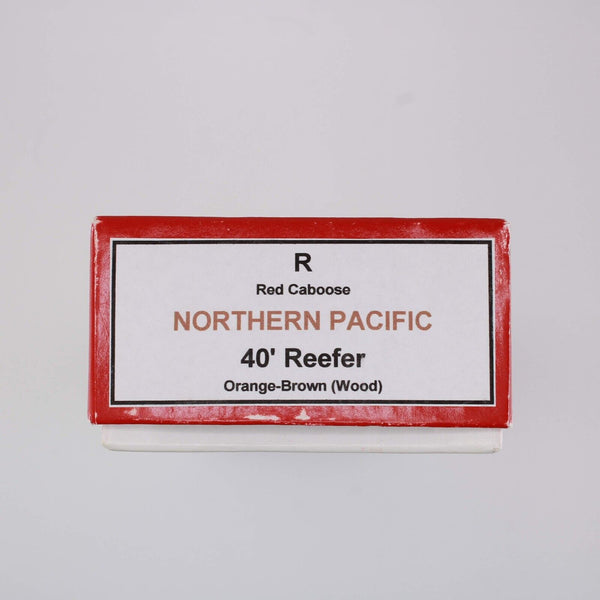 R
Red Caboose
NORTHERN PACIFIC
40' Reefer
Orange-Brown (Wood)